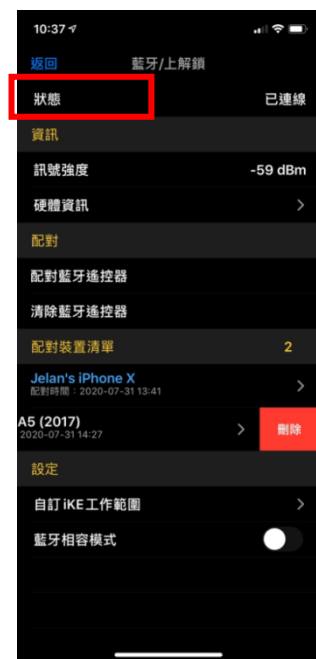 10:37
返回
藍牙/上解鎖
狀態
已連線
資訊
訊號強度
-59 dBm
硬體資訊
配對
配對藍牙遙控器
清除藍牙遙控器
配對裝置清單
2
Jelan's iPhone X
配對時間：2020-07-31 13:41
A5 (2017)
2020-07-31 14:27
刪除
設定
自訂 iKE 工作範圍
藍牙相容模式